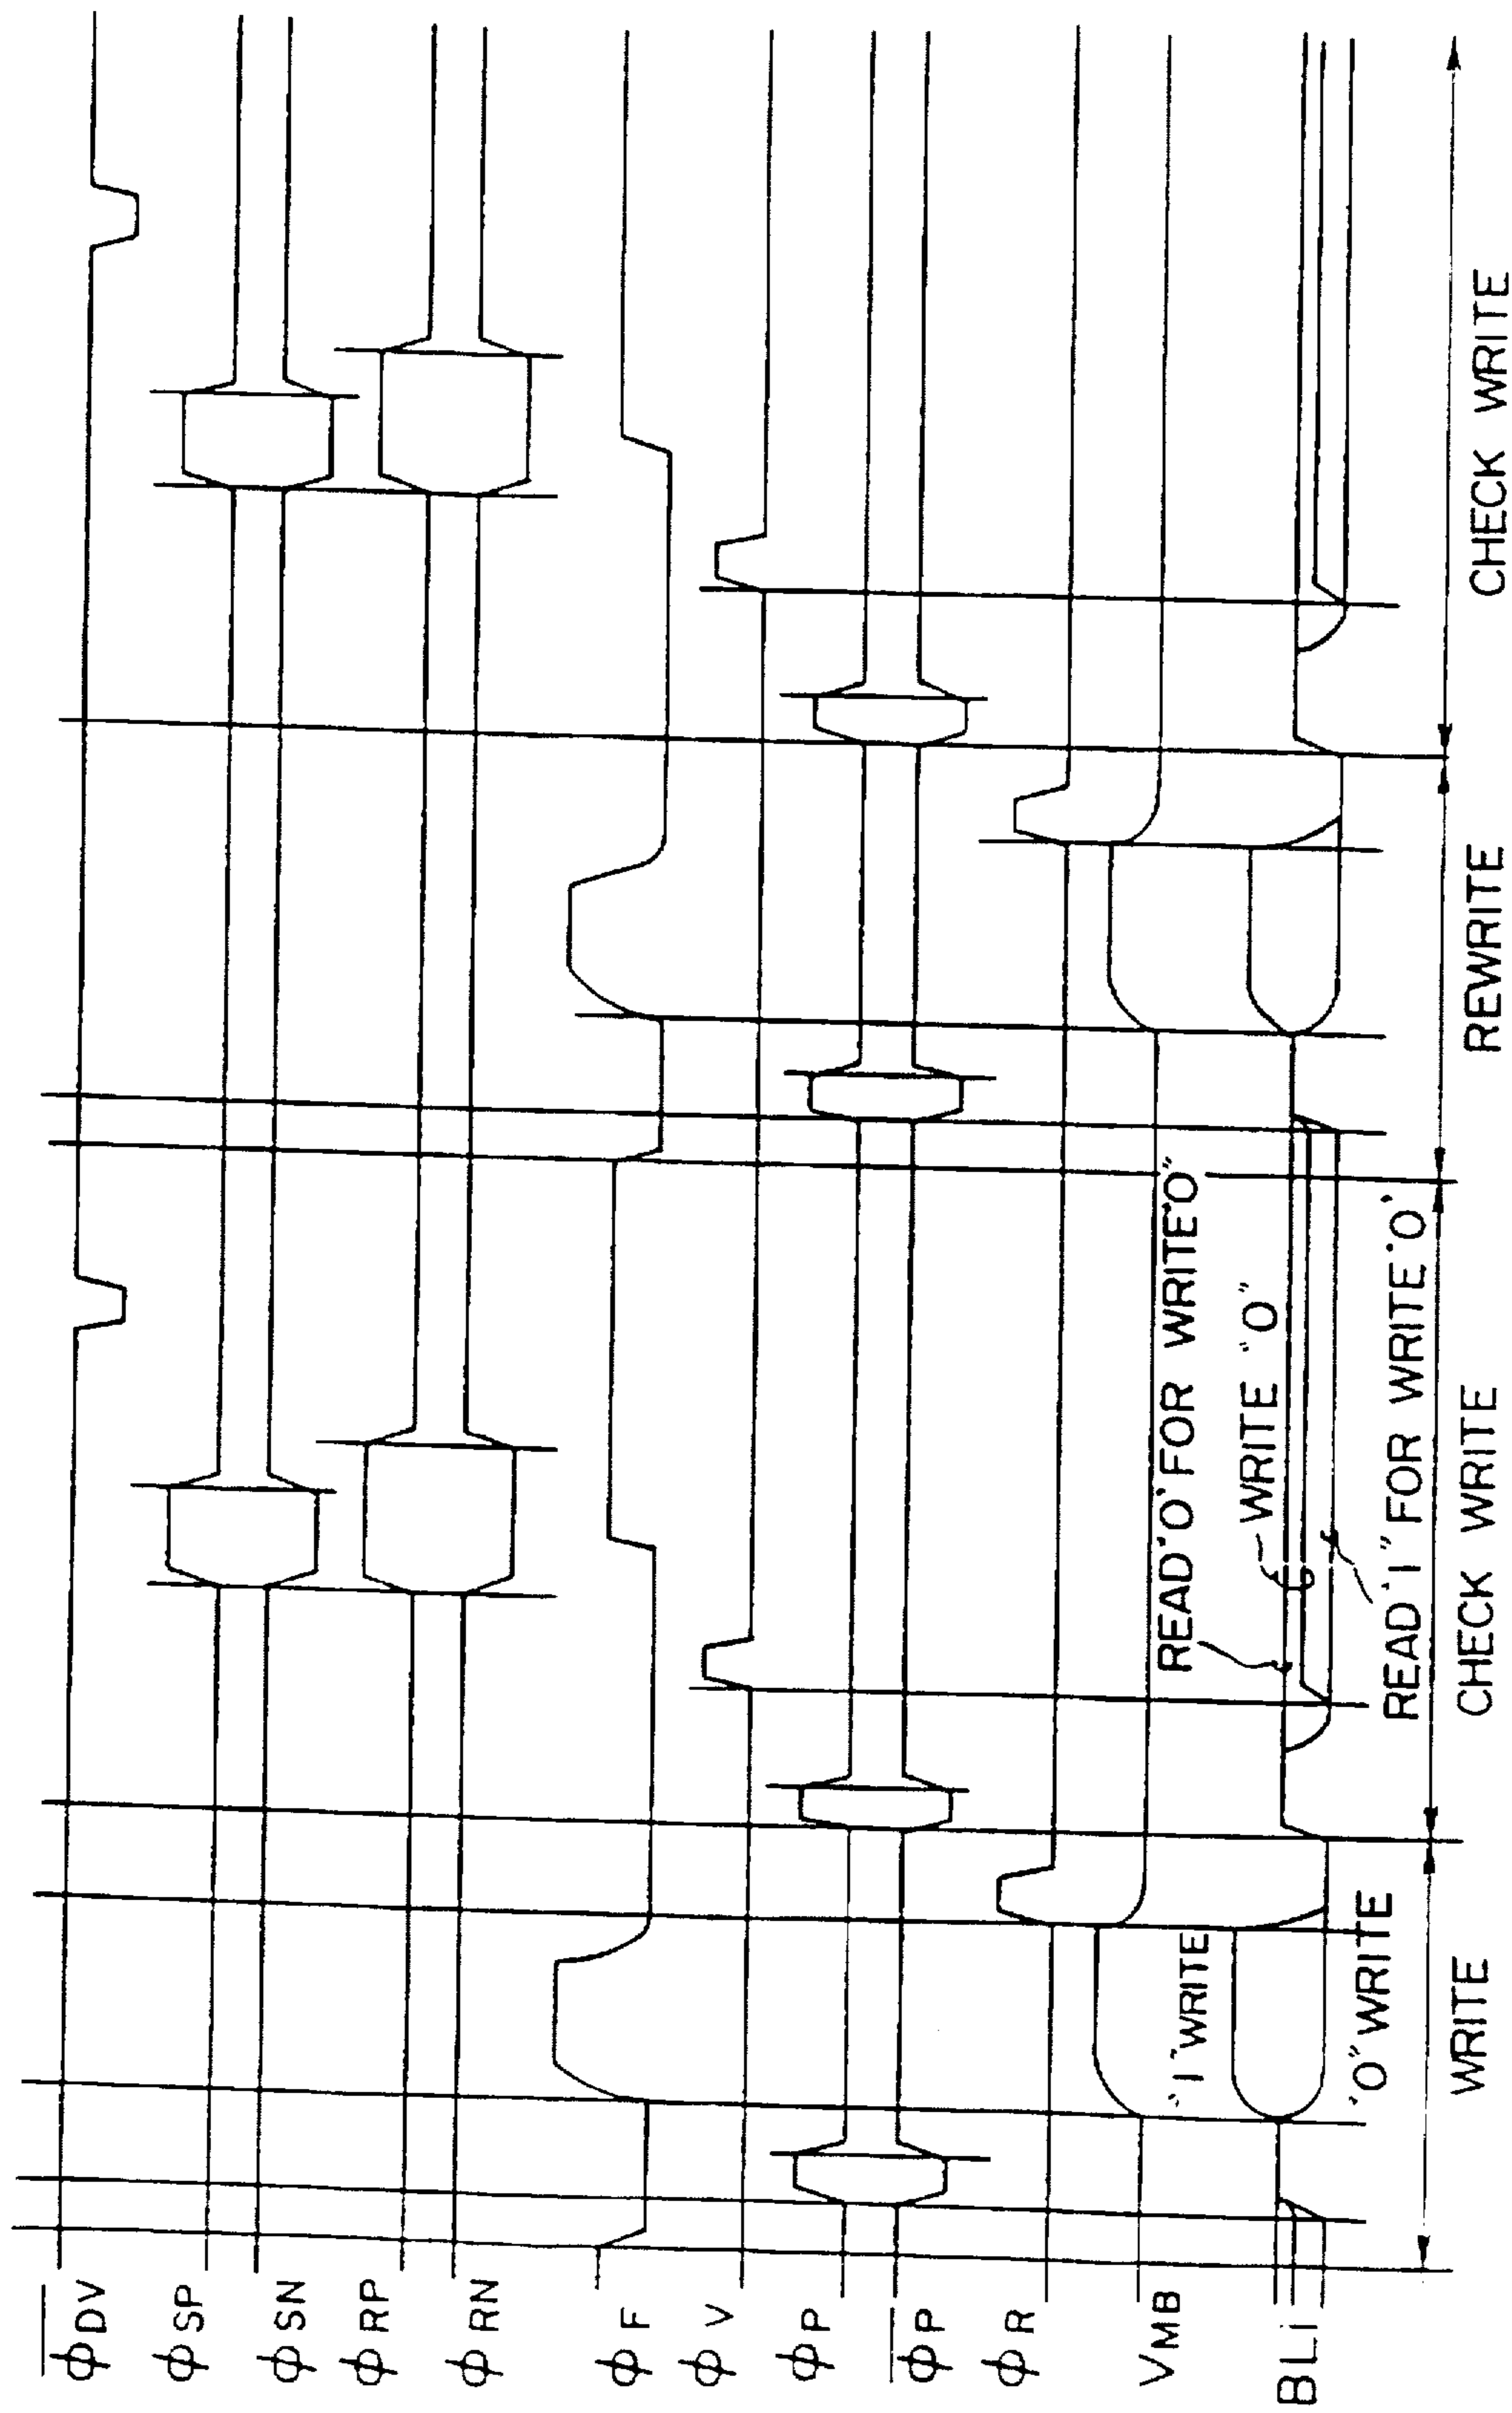 φDV
φSP
φSN
φRP
φRN
φF
φV
φP
φP
φR
VMB
BLi
"1" WRITE
"0" WRITE
READ "0" FOR WRITE "0"
WRITE "0"
READ "1" FOR WRITE "0"
WRITE
CHECK WRITE
REWRITE
CHECK WRITE